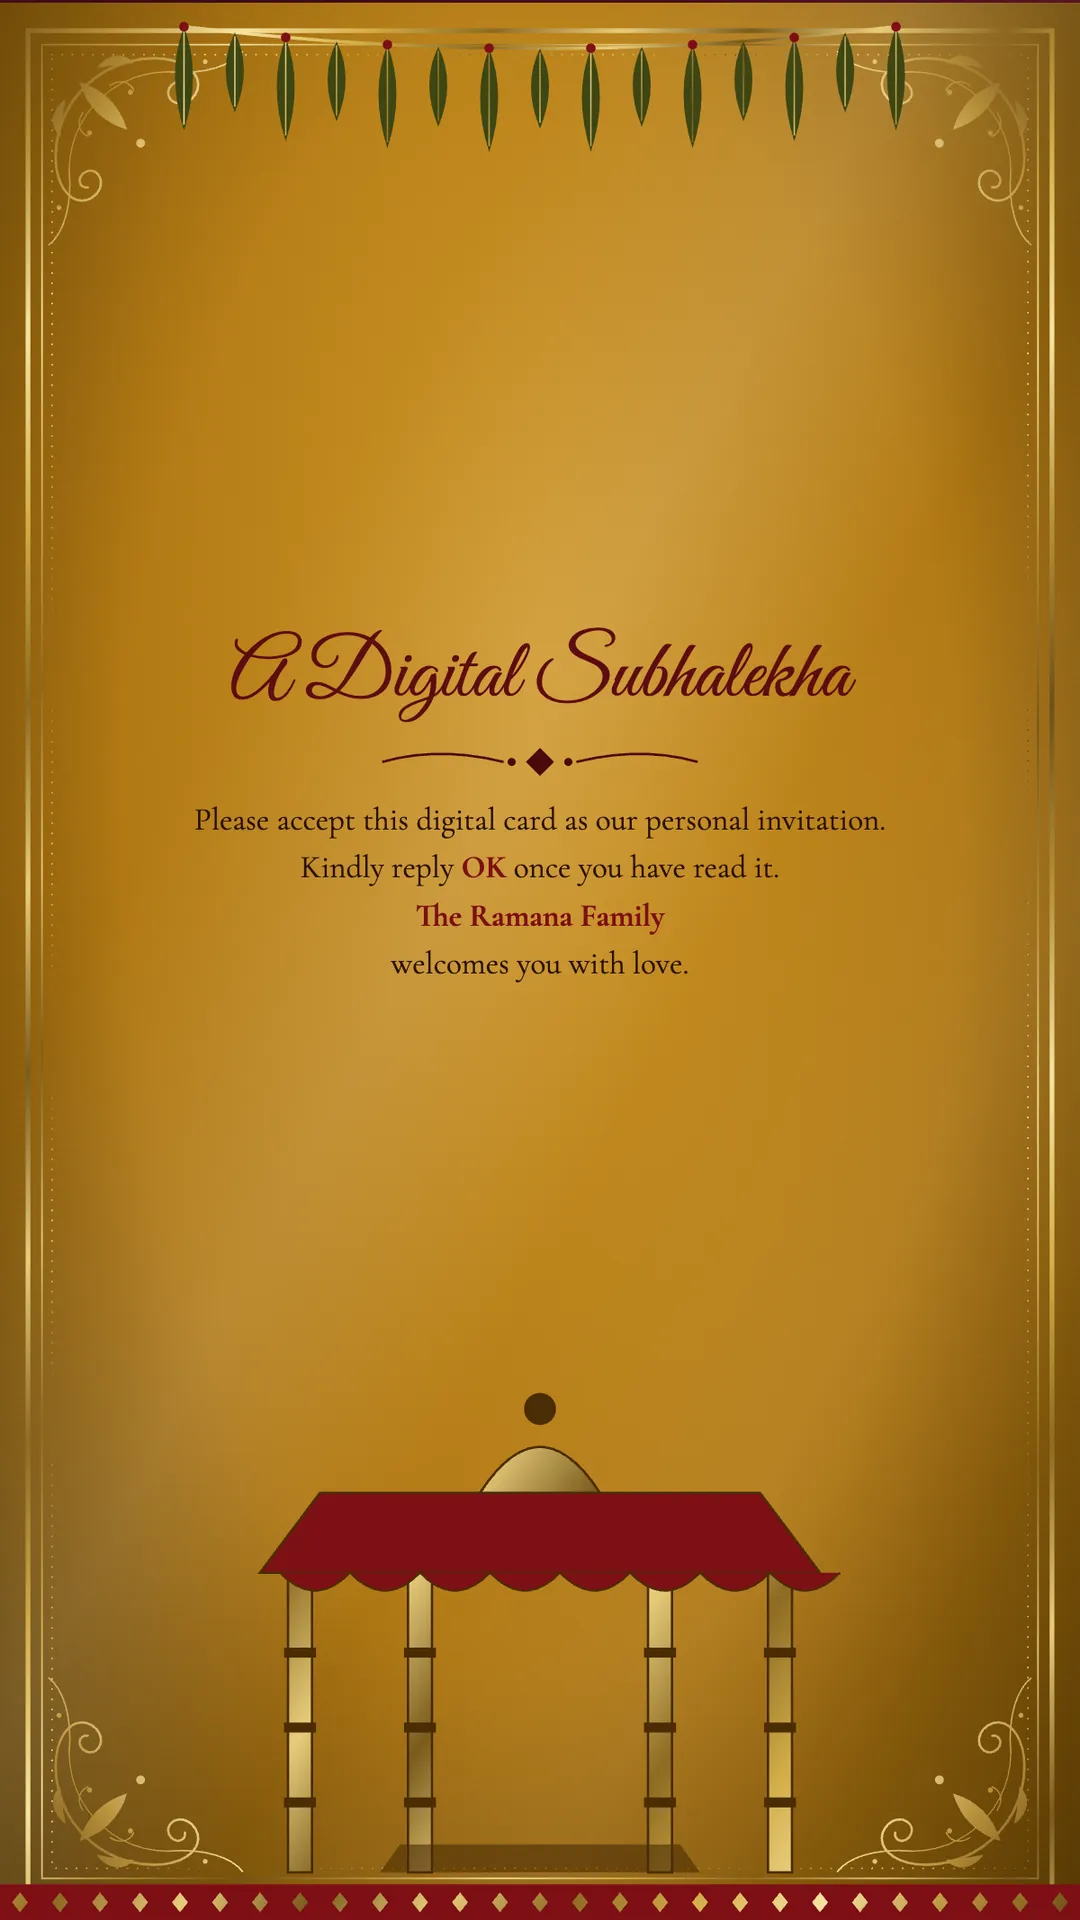 A Digital Subhalekha
Please accept this digital card as our personal invitation.
Kindly reply OK once you have read it.
The Ramana Family
welcomes you with love.